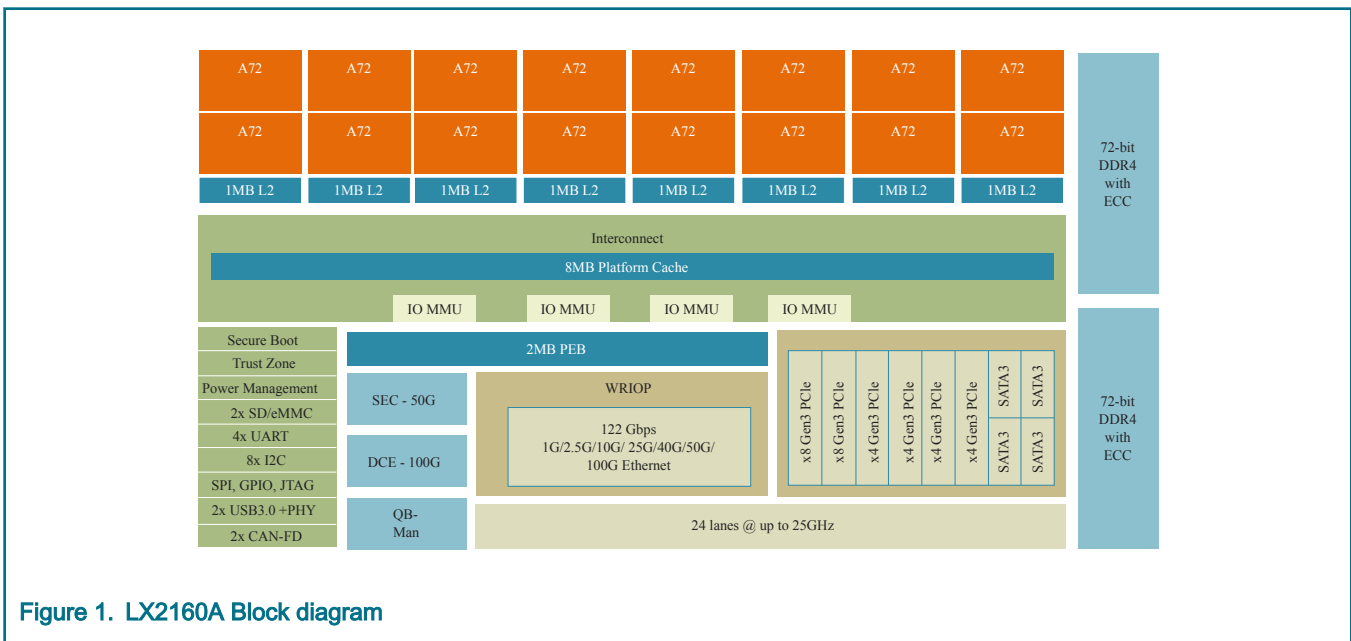 A72 A72 A72 A72 A72 A72 A72 A72
A72 A72 A72 A72 A72 A72 A72 A72
1MB L2 1MB L2 1MB L2 1MB L2 1MB L2 1MB L2 1MB L2 1MB L2
72-bit
DDR4
with
ECC
Interconnect
8MB Platform Cache
IO MMU IO MMU IO MMU IO MMU
Secure Boot
Trust Zone
Power Management
2x SD/eMMC
4x UART
8x I2C
SPI, GPIO, JTAG
2x USB3.0 +PHY
2x CAN-FD
2MB PEB
SEC - 50G
DCE - 100G
QB-
Man
WRIOP
122 Gbps
1G/2.5G/10G/ 25G/40G/50G/
100G Ethernet
x8 Gen3 PCIe
x8 Gen3 PCIe
x4 Gen3 PCIe
x4 Gen3 PCIe
x4 Gen3 PCIe
x4 Gen3 PCIe
SATA3
SATA3
SATA3
SATA3
24 lanes @ up to 25GHz
72-bit
DDR4
with
ECC
Figure 1. LX2160A Block diagram